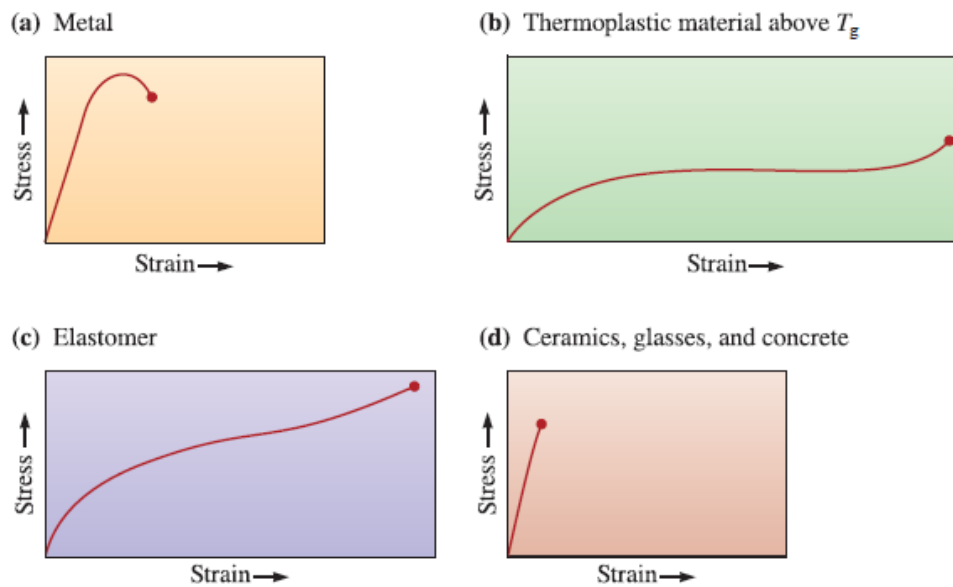 (a) Metal
(b) Thermoplastic material above Tg
Stress
Strain
Stress
Strain
(c) Elastomer
(d) Ceramics, glasses, and concrete
Stress
Strain
Stress
Strain